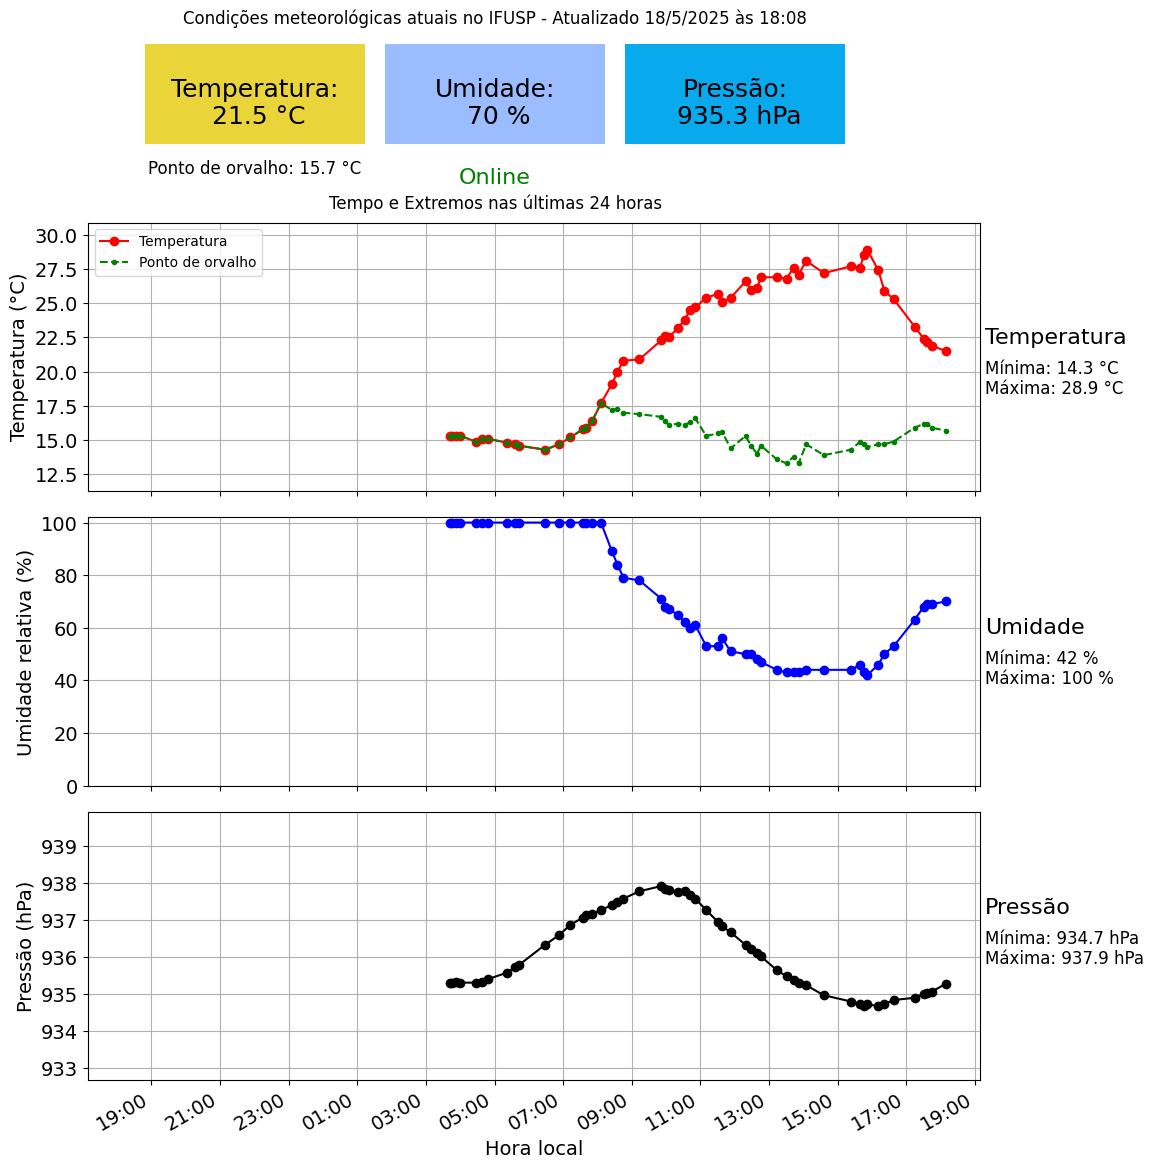 Condições meteorológicas atuais no IFUSP - Atualizado 18/5/2025 às 18:08
Temperatura:
21.5 °C
Umidade:
70 %
Pressão:
935.3 hPa
Ponto de orvalho: 15.7 °C
Online
Tempo e Extremos nas últimas 24 horas
Temperatura (°C)
30.0
27.5
25.0
22.5
20.0
17.5
15.0
12.5
Temperatura
Ponto de orvalho
Temperatura
Mínima: 14.3 °C
Máxima: 28.9 °C
Umidade relativa (%)
100
80
60
40
20
0
Umidade
Mínima: 42 %
Máxima: 100 %
Pressão (hPa)
939
938
937
936
935
934
933
Pressão
Mínima: 934.7 hPa
Máxima: 937.9 hPa
19:00 21:00 23:00 01:00 03:00 05:00 07:00 09:00 11:00 13:00 15:00 17:00 19:00
Hora local